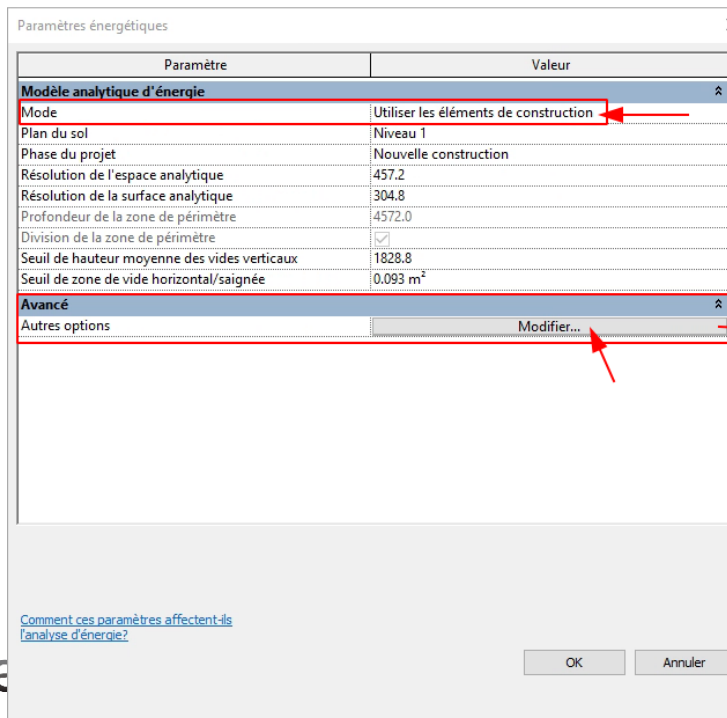 Paramètres énergétiques
Paramètre Valeur
Modèle analytique d'énergie
Mode Utiliser les éléments de construction
Plan du sol Niveau 1
Phase du projet Nouvelle construction
Résolution de l'espace analytique 457.2
Résolution de la surface analytique 304.8
Profondeur de la zone de périmètre 4572.0
Division de la zone de périmètre
Seuil de hauteur moyenne des vides verticaux 1828.8
Seuil de zone de vide horizontal/saignée 0.093 m²
Avancé
Autres options Modifier...
Comment ces paramètres affectent-ils
l'analyse d'énergie?
OK Annuler